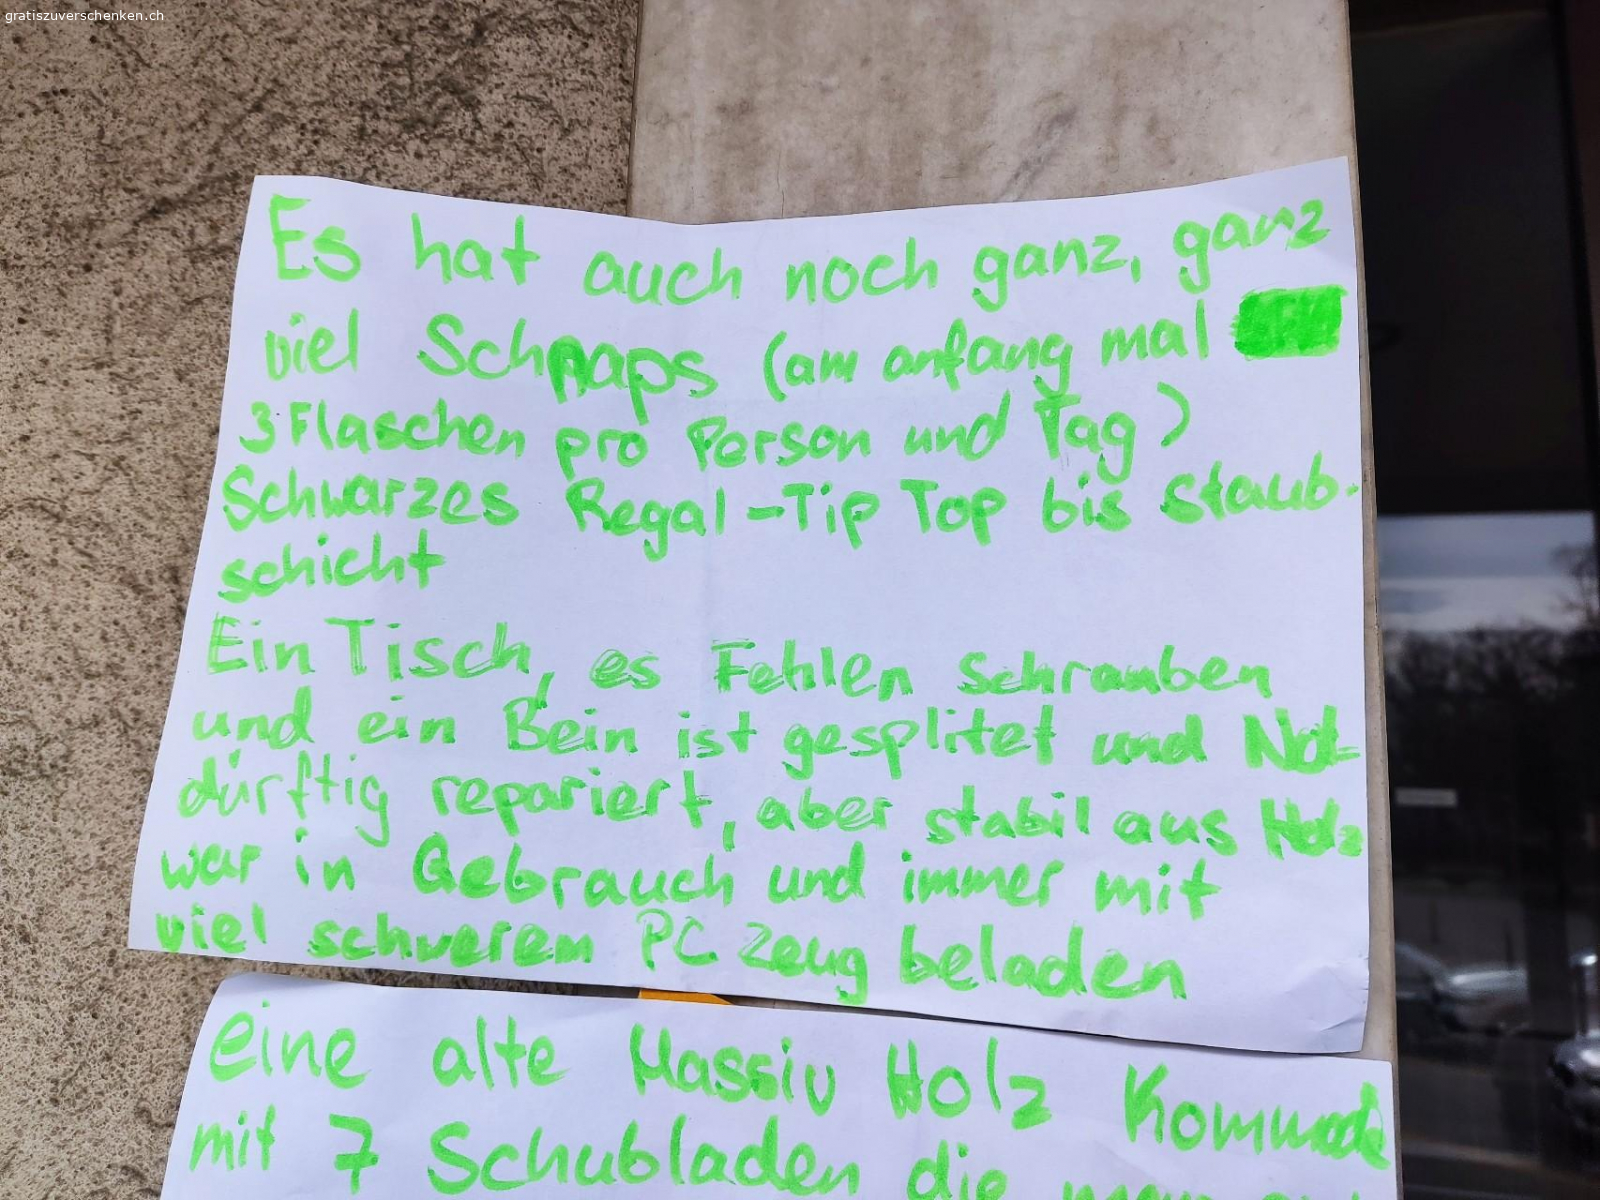 gratiszuverschenken.ch
Es hat auch noch ganz, ganz
viel Schnaps (am anfang mal
3 Flaschen pro Person und Tag)
Schwarzes Regal - Tip Top bis staub-
schicht
Ein Tisch, es Fehlen Schrauben
und ein Bein ist gesplitet und Not-
dürftig repariert, aber stabil aus Holz
war in Gebrauch und immer mit
viel schwerem PC Zeug beladen
eine alte Massiv Holz Kommode
mit 7 Schubladen die man